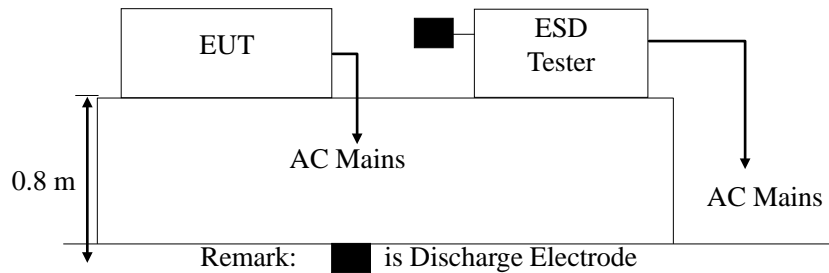 EUT
ESD
Tester
AC Mains
0.8 m
AC Mains
Remark: is Discharge Electrode